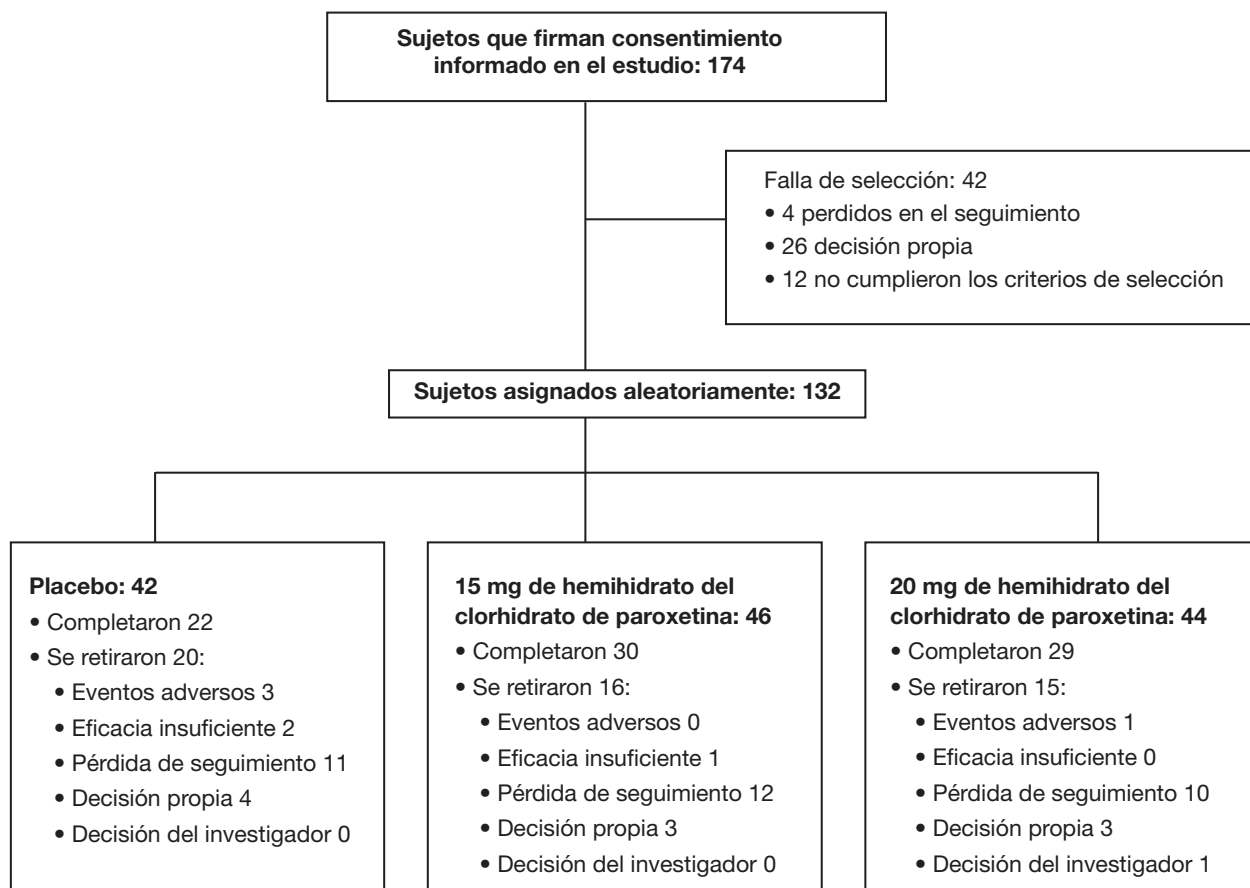 Sujetos que firman consentimiento
informado en el estudio: 174
Falla de selección: 42
• 4 perdidos en el seguimiento
• 26 decisión propia
• 12 no cumplieron los criterios de selección
Sujetos asignados aleatoriamente: 132
Placebo: 42
• Completaron 22
• Se retiraron 20:
• Eventos adversos 3
• Eficacia insuficiente 2
• Pérdida de seguimiento 11
• Decisión propia 4
• Decisión del investigador 0
15 mg de hemihidrato del
clorhidrato de paroxetina: 46
• Completaron 30
• Se retiraron 16:
• Eventos adversos 0
• Eficacia insuficiente 1
• Pérdida de seguimiento 12
• Decisión propia 3
• Decisión del investigador 0
20 mg de hemihidrato del
clorhidrato de paroxetina: 44
• Completaron 29
• Se retiraron 15:
• Eventos adversos 1
• Eficacia insuficiente 0
• Pérdida de seguimiento 10
• Decisión propia 3
• Decisión del investigador 1